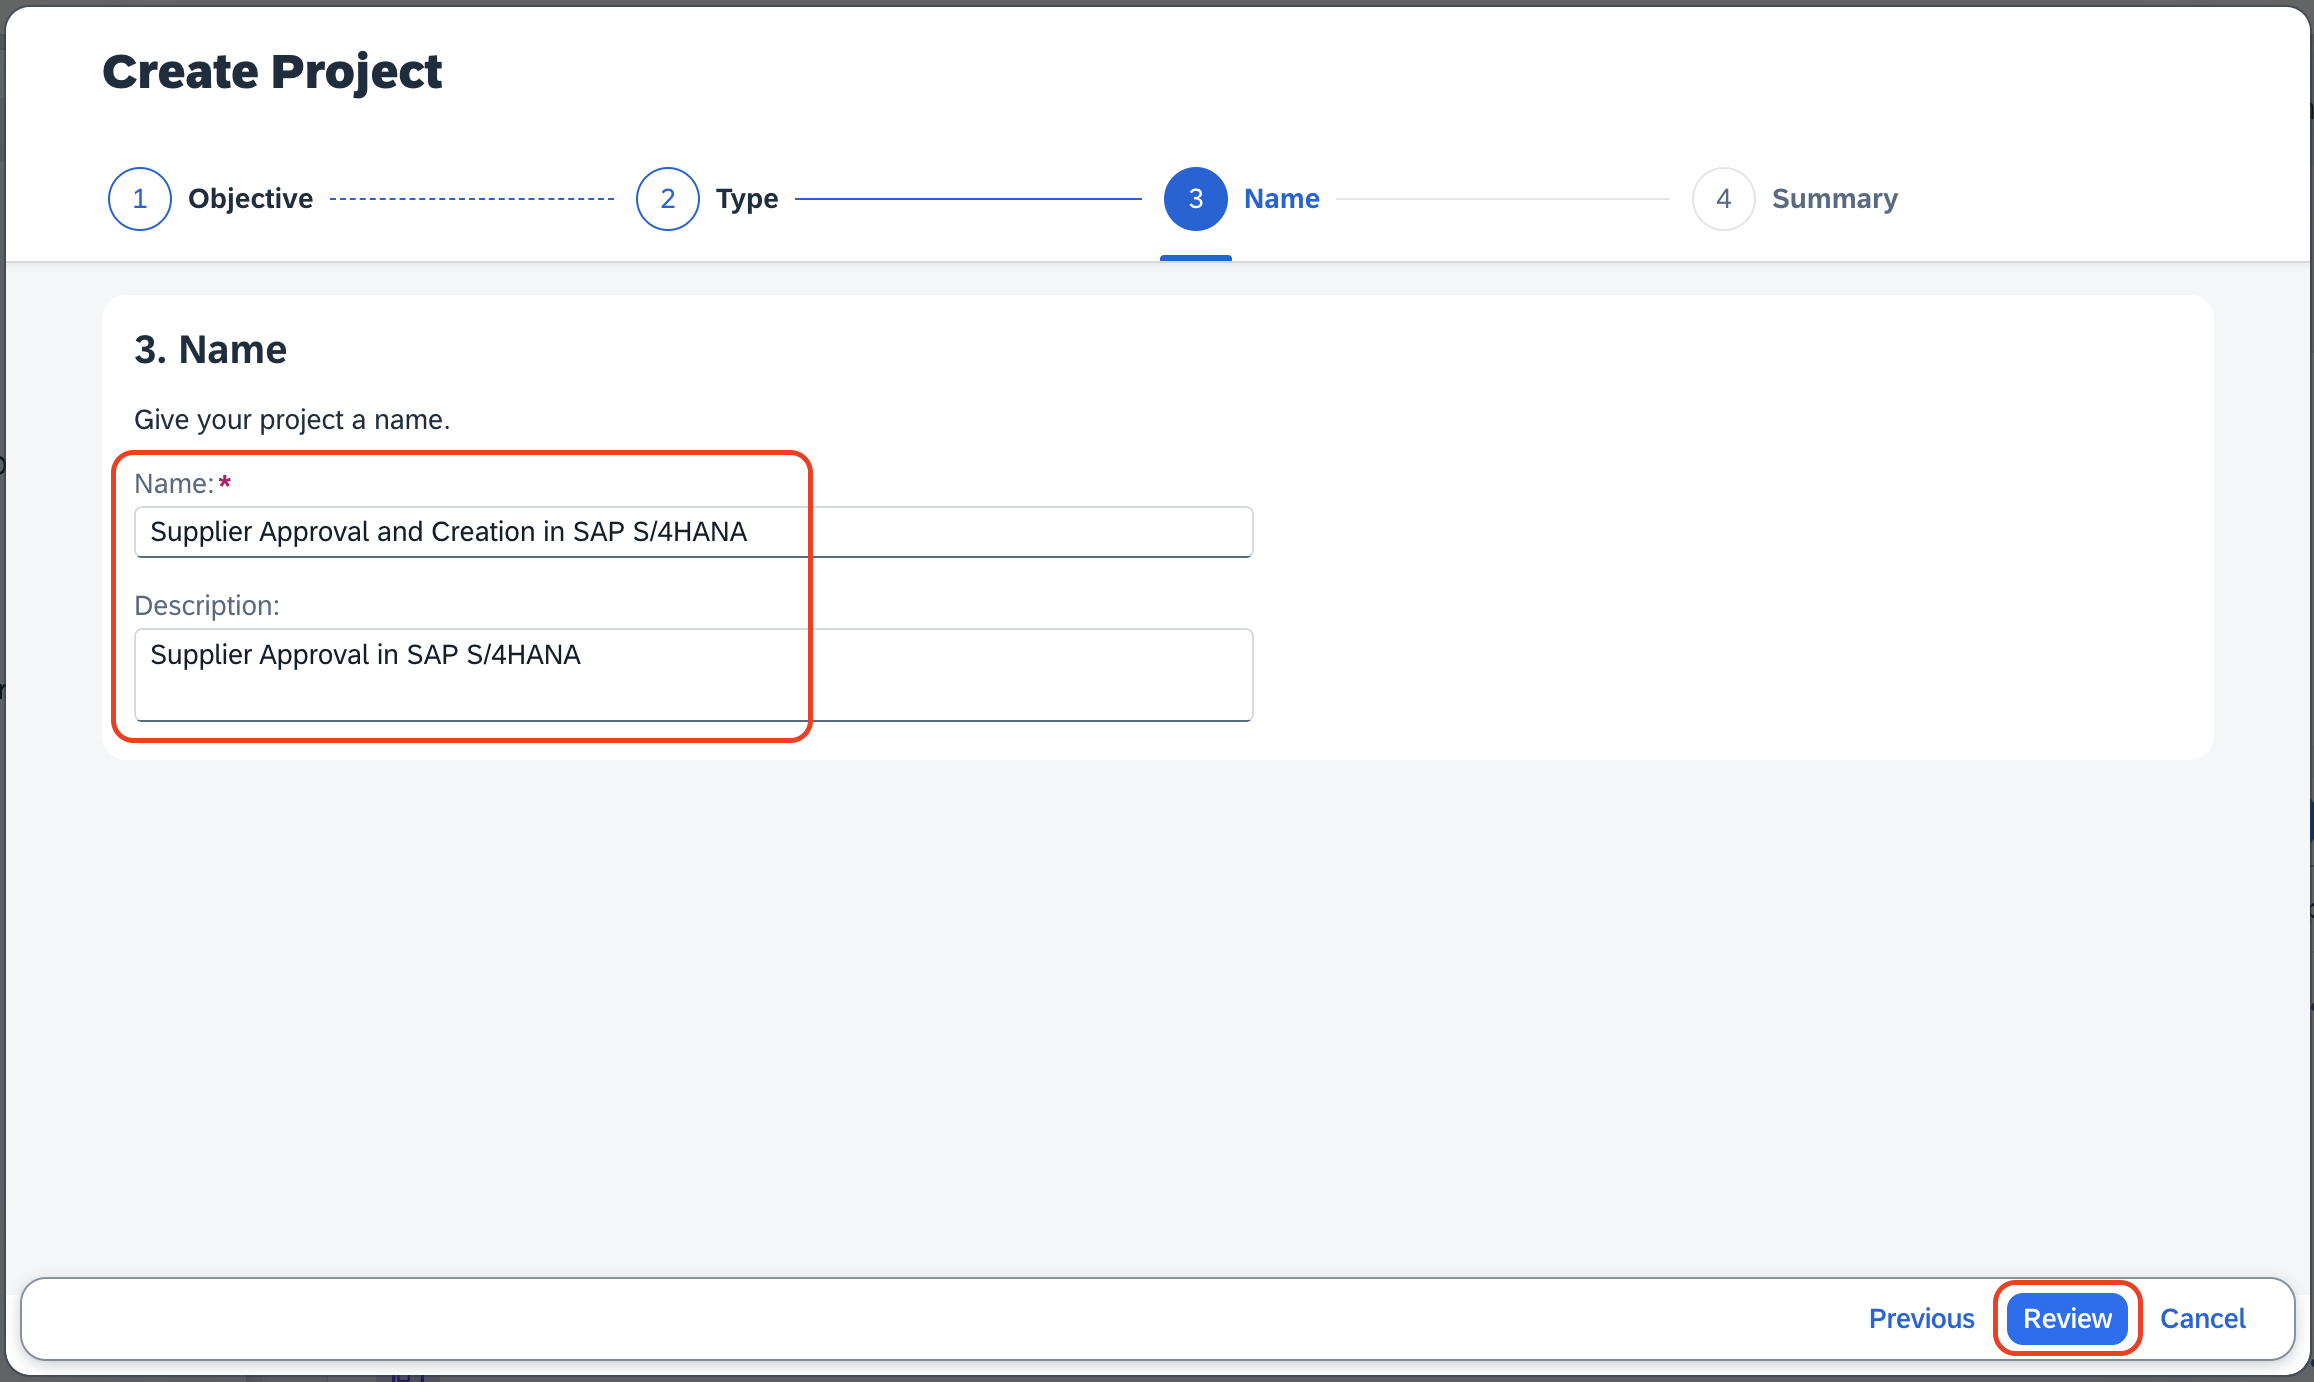 Create Project
1 Objective 2 Type 3 Name 4 Summary
3. Name
Give your project a name.
Name:*
Supplier Approval and Creation in SAP S/4HANA
Description:
Supplier Approval in SAP S/4HANA
Previous Review Cancel